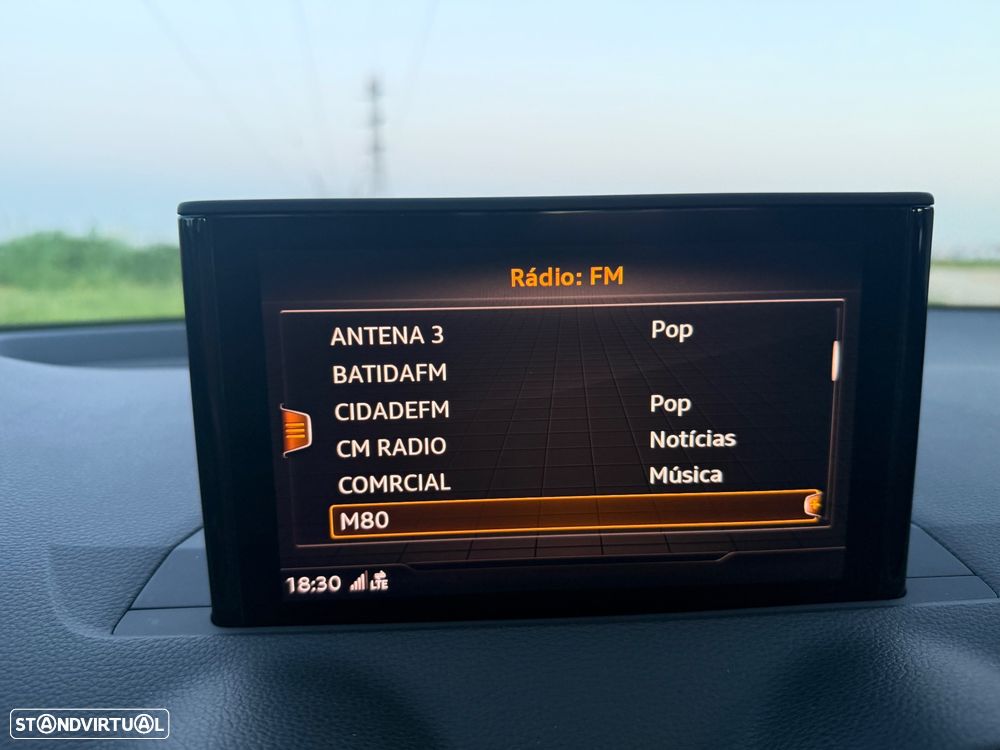 Rádio: FM
ANTENA 3 Pop
BATIDAFM
CIDADEFM Pop
CM RADIO Notícias
COMRCIAL Música
M80
18:30 LTE
STANDVIRTUAL